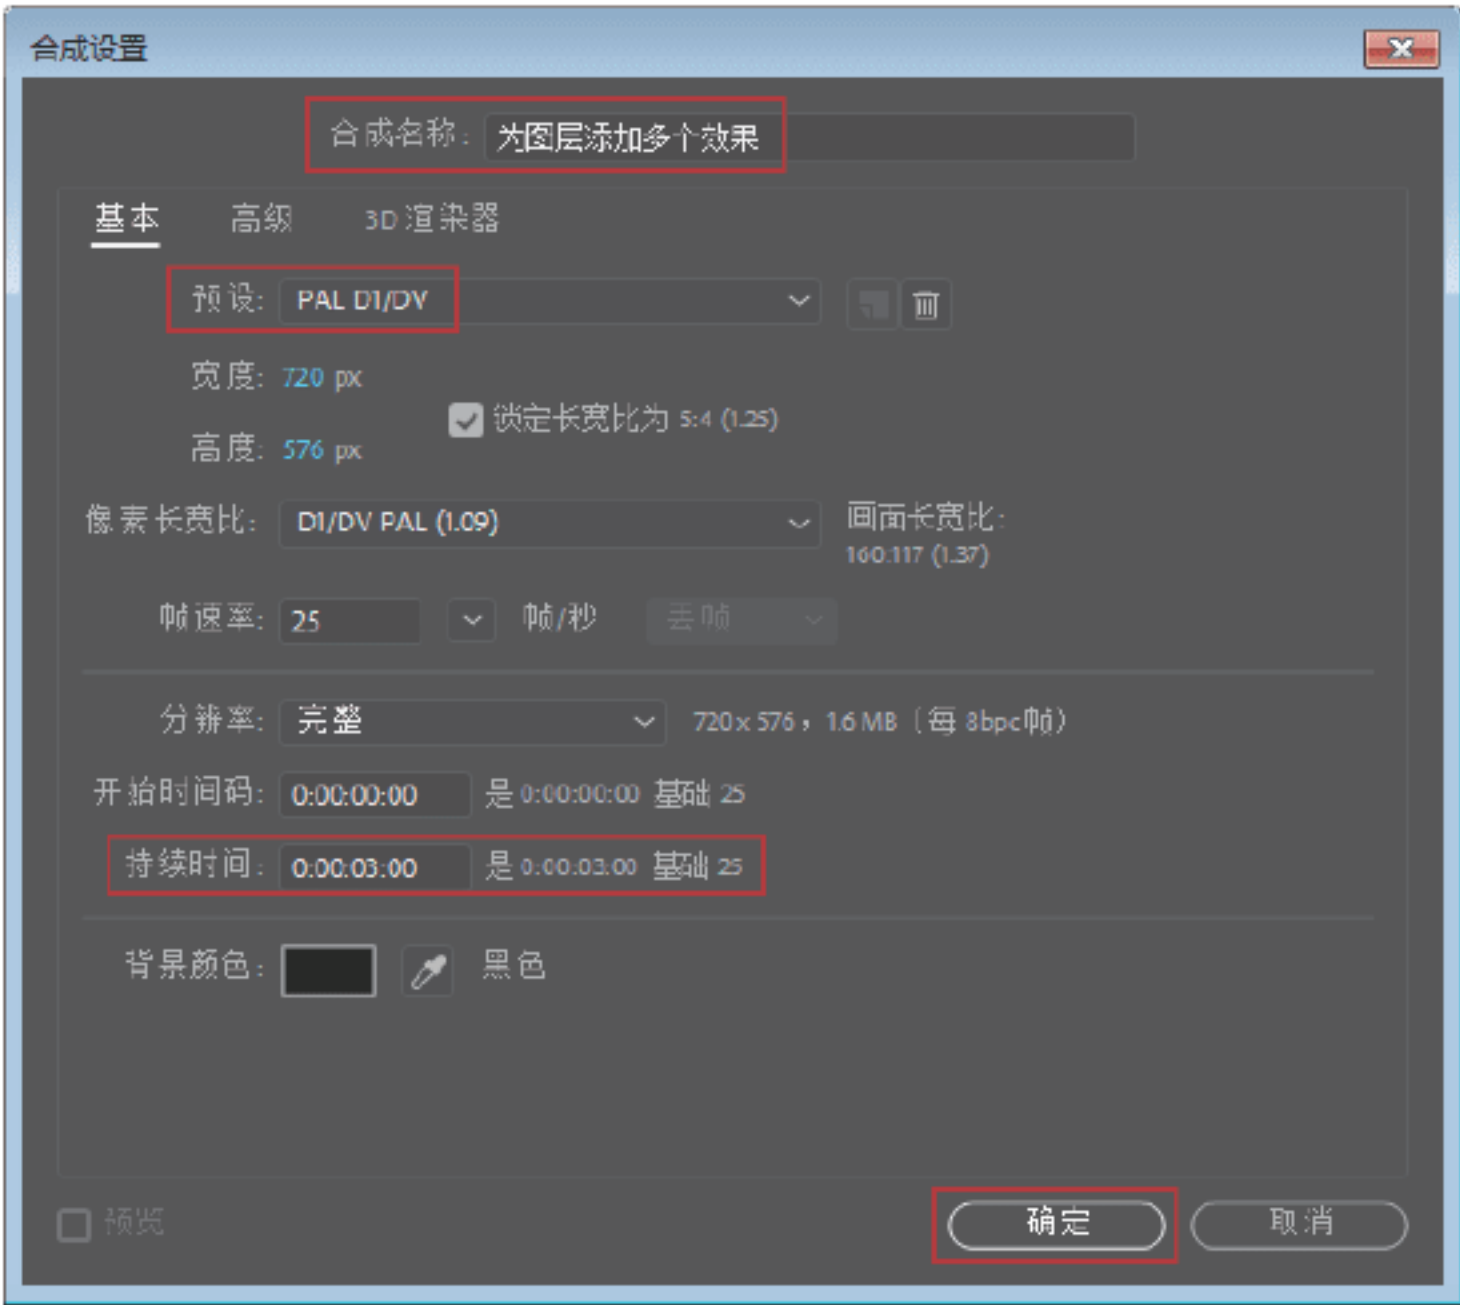 合成设置
合成名称: 为图层添加多个效果
基本 高级 3D 渲染器
预设: PAL D1/DV
宽度: 720 px
锁定长宽比为 5:4 (1.25)
高度: 576 px
像素长宽比: D1/DV PAL (1.09) 画面长宽比:
160:117 (1.37)
帧速率: 25 帧/秒 丢帧
分辨率: 完整 720 x 576，1.6 MB（每 8bpc帧）
开始时间码: 0:00:00:00 是 0:00:00:00 基础 25
持续时间: 0:00:03:00 是 0:00:03:00 基础 25
背景颜色: 黑色
预览 确定 取消